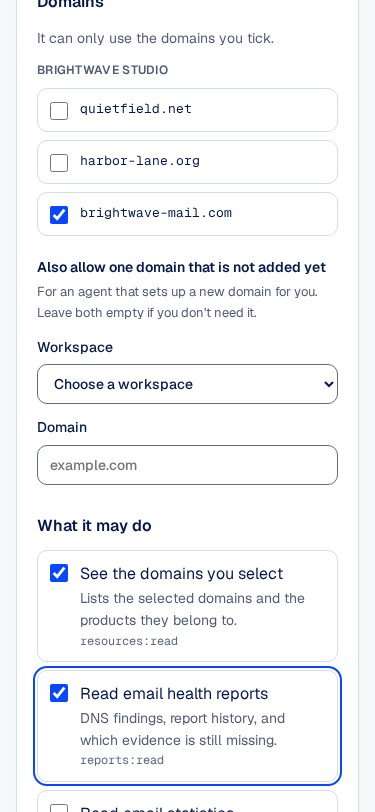 Domains
It can only use the domains you tick.
BRIGHTWAVE STUDIO
quietfield.net
harbor-lane.org
brightwave-mail.com
Also allow one domain that is not added yet
For an agent that sets up a new domain for you.
Leave both empty if you don't need it.
Workspace
Choose a workspace
Domain
example.com
What it may do
See the domains you select
Lists the selected domains and the
products they belong to.
resources:read
Read email health reports
DNS findings, report history, and
which evidence is still missing.
reports:read
Read email statistics